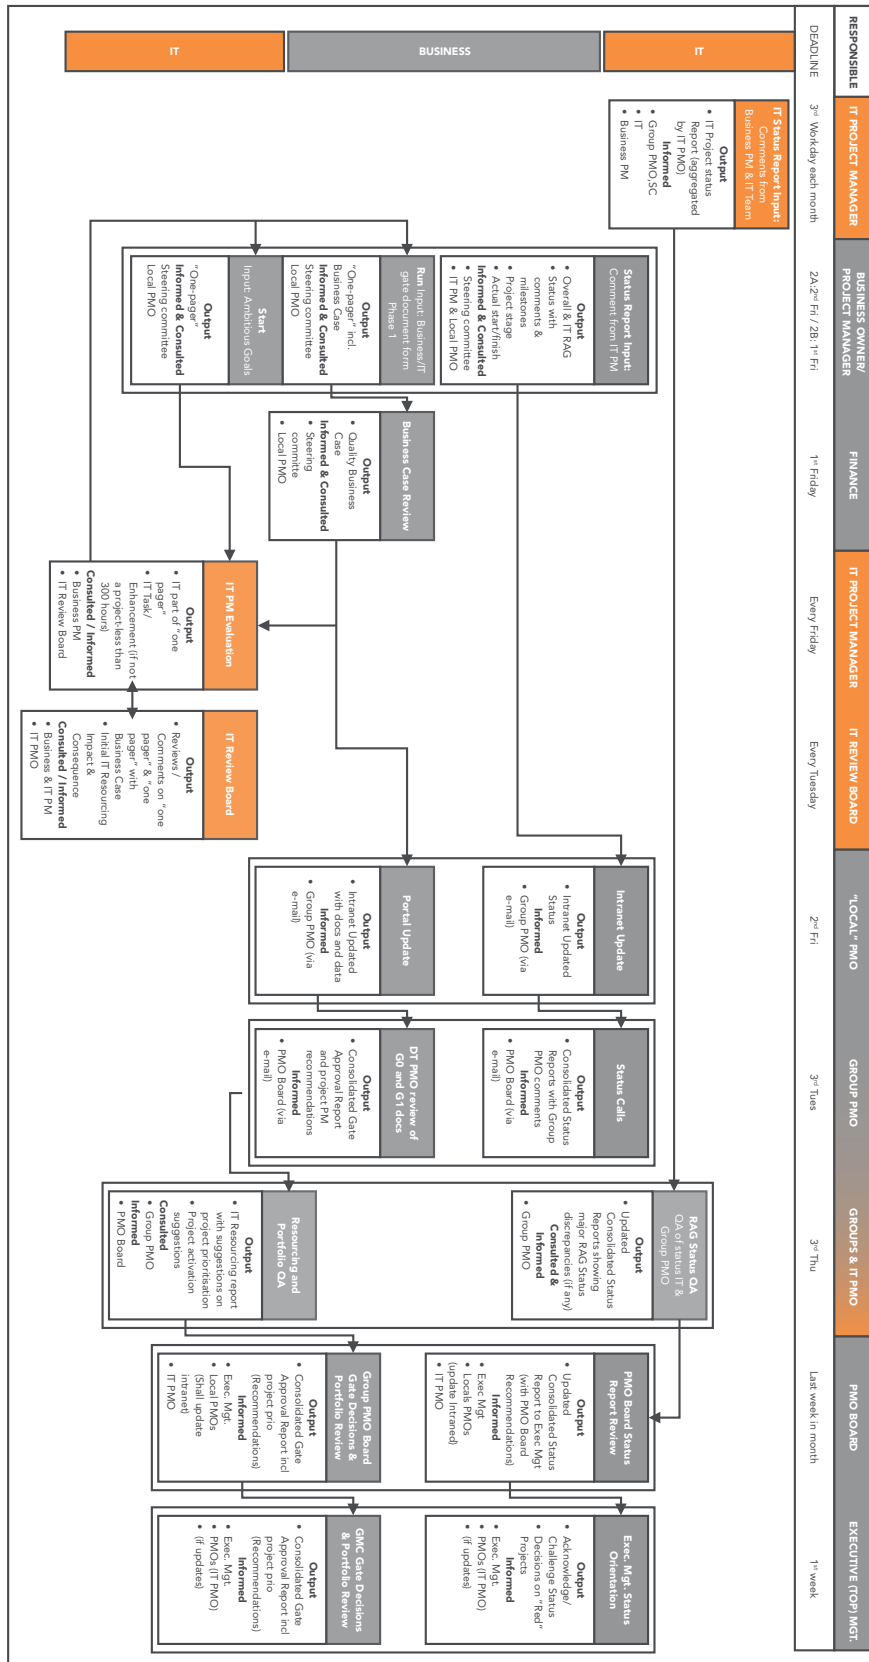 RESPONSIBLE
IT PROJECT MANAGER
BUSINESS OWNER/
PROJECT MANAGER
FINANCE
IT PROJECT MANAGER
IT REVIEW BOARD
"LOCAL" PMO
GROUP PMO
GROUPS & IT PMO
PMO BOARD
EXECUTIVE (TOP) MGT.
DEADLINE
3rd Workday each month
2A:2nd Fri / 2B: 1st Fri
1st Friday
Every Friday
Every Tuesday
2nd Fri
3rd Tues
3rd Thu
Last week in month
1st week
IT
BUSINESS
IT
IT Status Report Input:
Comments from
Business PM & IT Team
Output
• IT Project status
Report (aggregated
by IT PMO)
Informed
• Group PMO,SC
• IT
• Business PM
Status Report Input:
Comment from IT PM
Output
• Overall & IT RAG
• Status with
comments &
milestones
• Project stage
• Actual start/finish
Informed & Consulted
• Steering committee
• IT PM & Local PMO
Run Input: Business/IT
gate document form
Phase 1
Output
"One-pager" incl.
Business Case
Informed & Consulted
Steering committee
Local PMO
Start
Input: Ambitious Goals
Output
"One-pager"
Informed & Consulted
Steering committee
Local PMO
Business Case Review
Output
• Quality Business
Case
Informed & Consulted
• Steering
committe
• Local PMO
IT PM Evaluation
Output
• IT part of "one
pager"
• IT Task/
Enhancement (if not
a project-less than
300 hours)
Consulted / Informed
• Business PM
• IT Review Board
IT Review Board
Output
• Reviews /
Comments on "one
pager" & "one
pager" with
Business Case
• Initial IT Resourcing
Impact &
Consequence
Consulted / Informed
• Business & IT PM
• IT PMO
Intranet Update
Output
• Intranet Updated
Status
Informed
• Group PMO (via
e-mail)
Portal Update
Output
• Intranet Updated
with docs and data
Informed
• Group PMO (via
e-mail)
Status Calls
Output
• Consolidated Status
Reports with Group
PMO comments
Informed
• PMO Board (via
e-mail)
DT PMO review of
G0 and G1 docs
Output
• Consolidated Gate
Approval Report
and project PM
recommendations
Informed
• PMO Board (via
e-mail)
RAG Status QA
QA of status IT &
Group PMO
Output
• Updated
Consolidated Status
Reports showing
major RAG Status
discrepancies (if any)
Consulted &
Informed
• Group PMO
Resourcing and
Portfolio QA
Output
• IT Resourcing report
with suggestions on
project prioritisation
• Project activation
suggestions
Consulted
• Group PMO
Informed
• PMO Board
PMO Board Status
Report Review
Output
• Updated
Consolidated Status
Report to Exec Mgt
(with PMO Board
Recommendations)
Informed
• Exec Mgt
• Locals PMOs
(update Intraned)
• IT PMO
Group PMO Board
Gate Decisions &
Portfolio Review
Output
• Consolidated Gate
Approval Report incl
project prio
(Recommendations)
Informed
• Exec. Mgt.
• Local PMOs
(Shall update
intranet)
• IT PMO
Exec. Mgt. Status
Orientation
Output
• Acknowledge/
Challenge Status
• Decisions on "Red"
Projects
Informed
• Exec. Mgt.
• PMOs (IT PMO)
• (if updates)
GMC Gate Decisions
& Portfolio Review
Output
• Consolidated Gate
Approval Report incl
project prio
(Recommendations)
Informed
• Exec. Mgt.
• PMOs (IT PMO)
• (if updates)